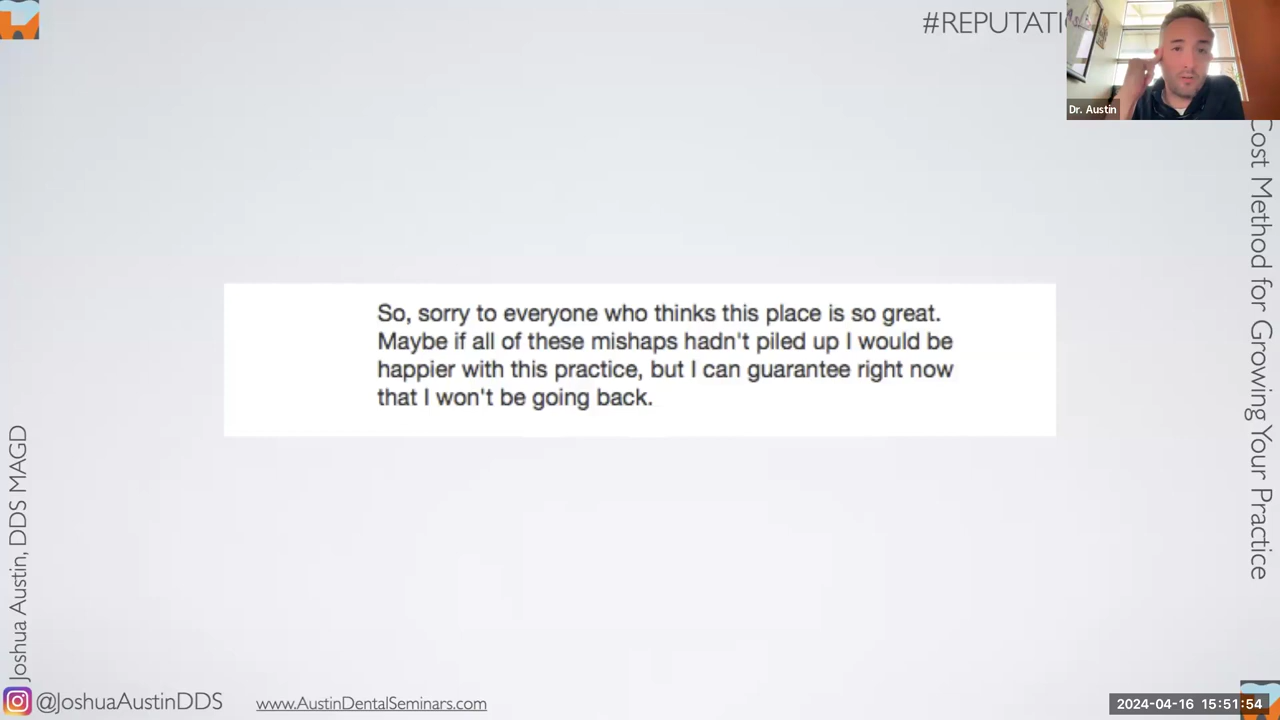 #REPUTATI
Dr. Austin
Cost Method for Growing Your Practice
So, sorry to everyone who thinks this place is so great.
Maybe if all of these mishaps hadn't piled up I would be
happier with this practice, but I can guarantee right now
that I won't be going back.
Joshua Austin, DDS MAGD
@JoshuaAustinDDS
www.AustinDentalSeminars.com
2024-04-16 15:51:54